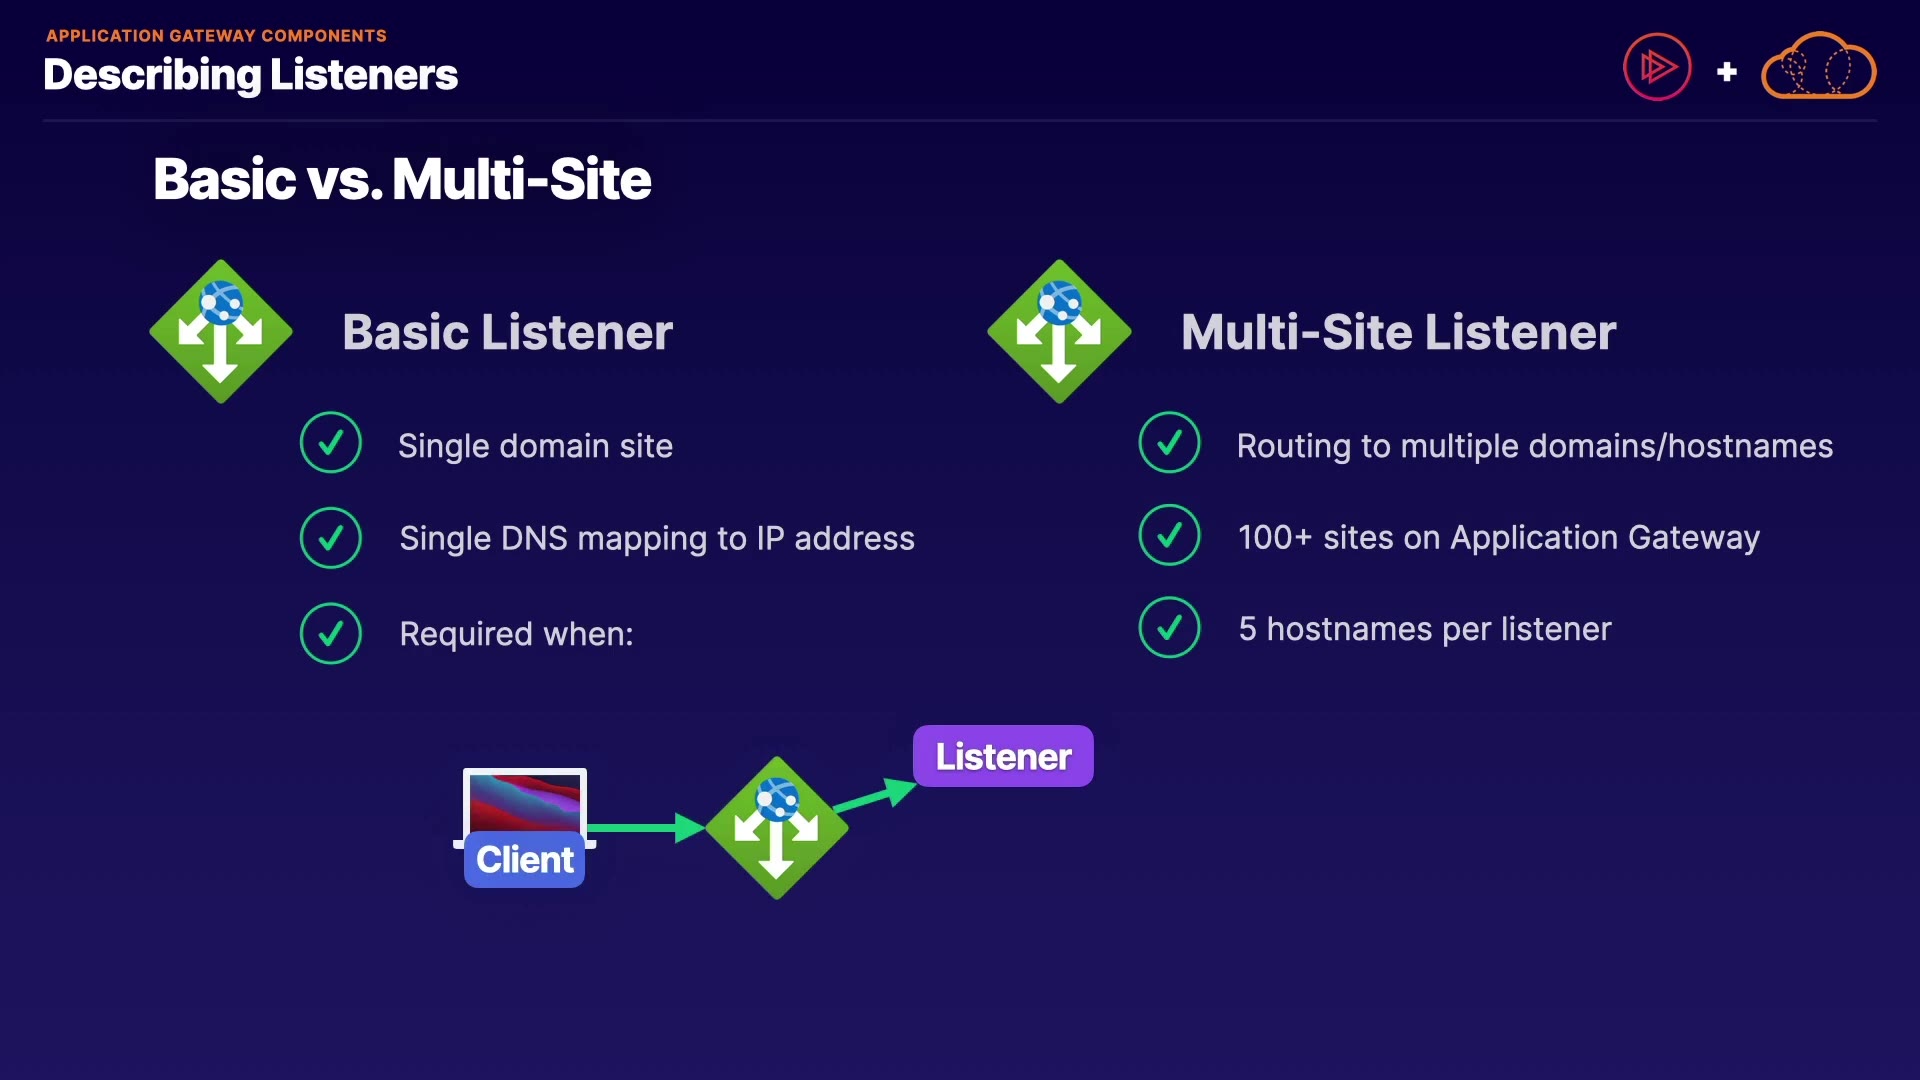 APPLICATION GATEWAY COMPONENTS
Describing Listeners
+
Basic vs. Multi-Site
Basic Listener
Single domain site
Single DNS mapping to IP address
Required when:
Multi-Site Listener
Routing to multiple domains/hostnames
100+ sites on Application Gateway
5 hostnames per listener
Client
Listener